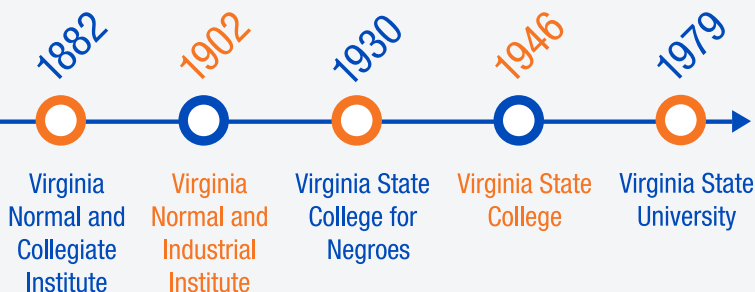 1882
1902
1930
1946
1979
Virginia
Normal and
Collegiate
Institute
Virginia
Normal and
Industrial
Institute
Virginia State
College for
Negroes
Virginia State
College
Virginia State
University